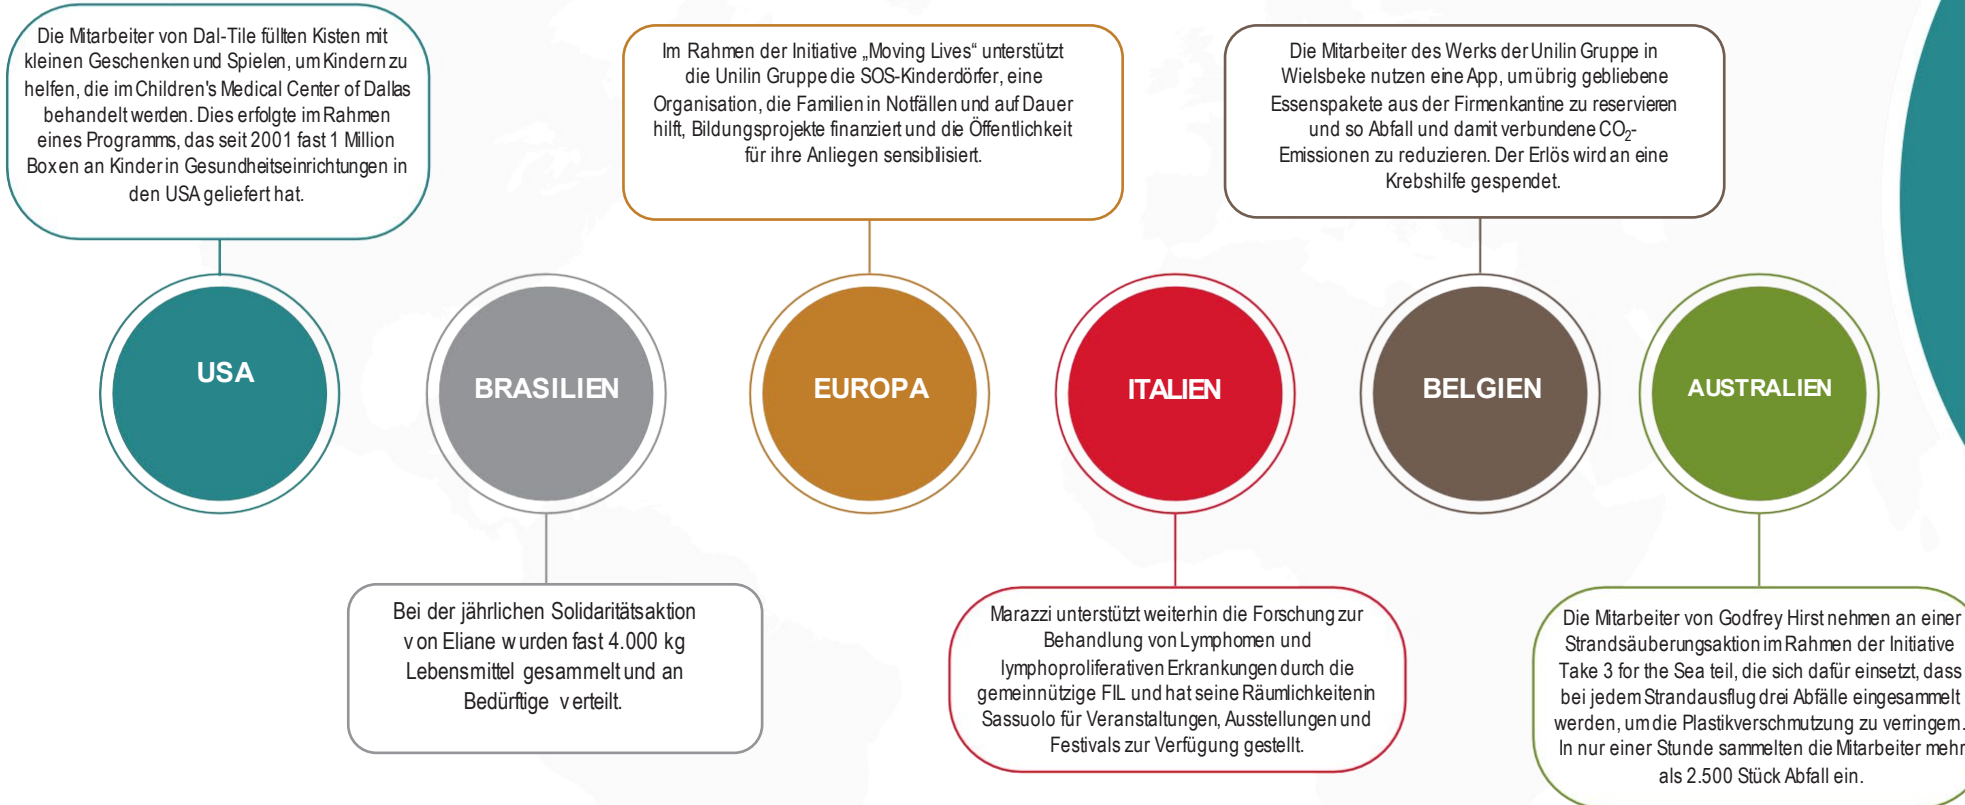 Die Mitarbeiter von Dal-Tile füllten Kisten mit
kleinen Geschenken und Spielen, um Kindern zu
helfen, die im Children's Medical Center of Dallas
behandelt werden. Dies erfolgte im Rahmen
eines Programms, das seit 2001 fast 1 Million
Boxen an Kinder in Gesundheitseinrichtungen in
den USA geliefert hat.
Im Rahmen der Initiative „Moving Lives“ unterstützt
die Unilin Gruppe die SOS-Kinderdörfer, eine
Organisation, die Familien in Notfällen und auf Dauer
hilft, Bildungsprojekte finanziert und die Öffentlichkeit
für ihre Anliegen sensibilisiert.
Die Mitarbeiter des Werks der Unilin Gruppe in
Wielsbeke nutzen eine App, um übrig gebliebene
Essenspakete aus der Firmenkantine zu reservieren
und so Abfall und damit verbundene CO₂-
Emissionen zu reduzieren. Der Erlös wird an eine
Krebshilfe gespendet.
USA
BRASILIEN
EUROPA
ITALIEN
BELGIEN
AUSTRALIEN
Bei der jährlichen Solidaritätsaktion
von Eliane wurden fast 4.000 kg
Lebensmittel gesammelt und an
Bedürftige verteilt.
Marazzi unterstützt weiterhin die Forschung zur
Behandlung von Lymphomen und
lymphoproliferativen Erkrankungen durch die
gemeinnützige FIL und hat seine Räumlichkeiten in
Sassuolo für Veranstaltungen, Ausstellungen und
Festivals zur Verfügung gestellt.
Die Mitarbeiter von Godfrey Hirst nehmen an einer
Strandsäuberungsaktion im Rahmen der Initiative
Take 3 for the Sea teil, die sich dafür einsetzt, dass
bei jedem Strandausflug drei Abfälle eingesammelt
werden, um die Plastikverschmutzung zu verringern.
In nur einer Stunde sammelten die Mitarbeiter mehr
als 2.500 Stück Abfall ein.